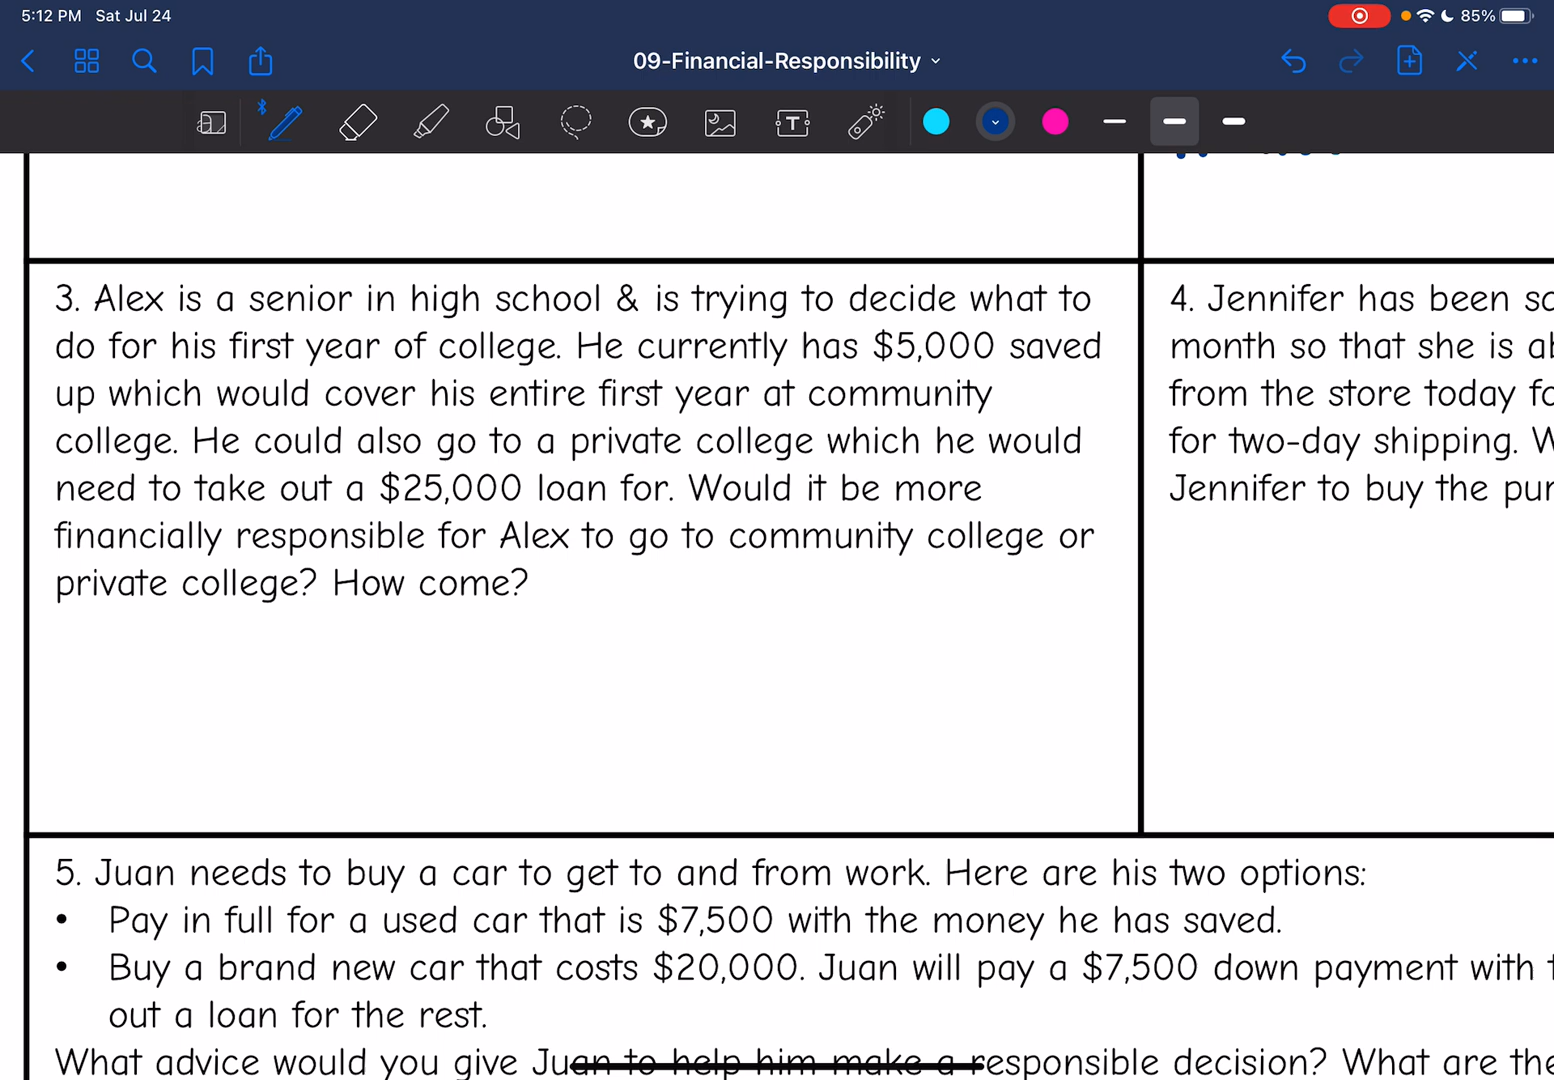 5:12 PM Sat Jul 24
85%
09-Financial-Responsibility
T
3. Alex is a senior in high school & is trying to decide what to
do for his first year of college. He currently has $5,000 saved
up which would cover his entire first year at community
college. He could also go to a private college which he would
need to take out a $25,000 loan for. Would it be more
financially responsible for Alex to go to community college or
private college? How come?
4. Jennifer has been
month so that she is
from the store today
for two-day shipping.
Jennifer to buy the
5. Juan needs to buy a car to get to and from work. Here are his two options:
• Pay in full for a used car that is $7,500 with the money he has saved.
• Buy a brand new car that costs $20,000. Juan will pay a $7,500 down payment with
out a loan for the rest.
What advice would you give Juan to help him make a responsible decision? What are